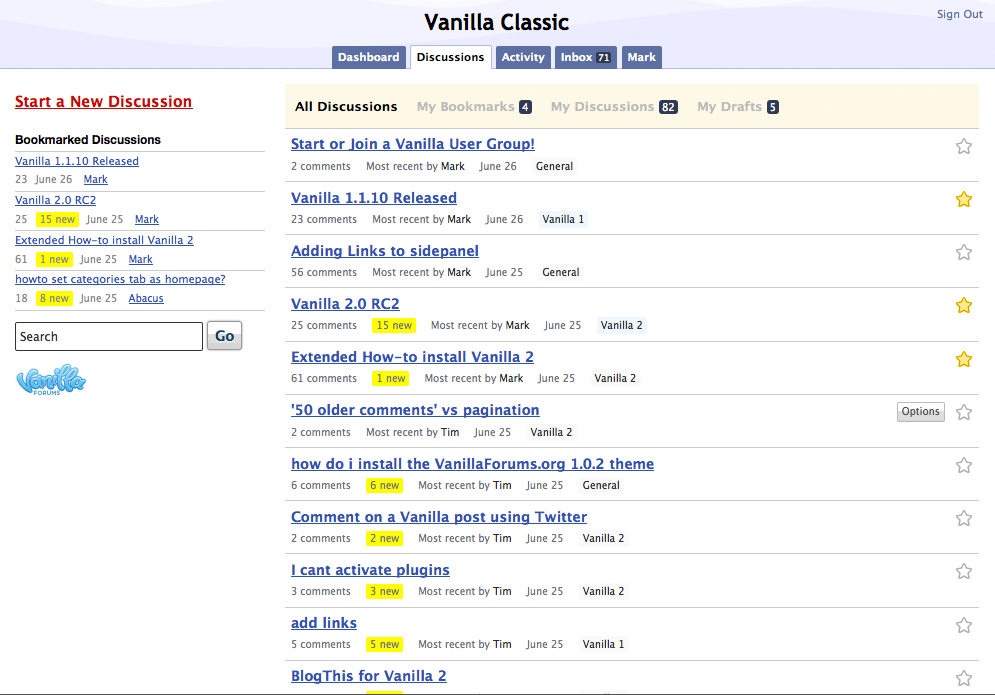 Vanilla Classic
Sign Out
Dashboard Discussions Activity Inbox 71 Mark
Start a New Discussion
Bookmarked Discussions
Vanilla 1.1.10 Released
23 June 26 Mark
Vanilla 2.0 RC2
25 15 new June 25 Mark
Extended How-to install Vanilla 2
61 1 new June 25 Mark
howto set categories tab as homepage?
18 8 new June 25 Abacus
Search Go
Vanilla
FORUMS
All Discussions My Bookmarks 4 My Discussions 82 My Drafts 5
Start or Join a Vanilla User Group!
2 comments Most recent by Mark June 26 General
Vanilla 1.1.10 Released
23 comments Most recent by Mark June 26 Vanilla 1
Adding Links to sidepanel
56 comments Most recent by Mark June 25 General
Vanilla 2.0 RC2
25 comments 15 new Most recent by Mark June 25 Vanilla 2
Extended How-to install Vanilla 2
61 comments 1 new Most recent by Mark June 25 Vanilla 2
'50 older comments' vs pagination
Options
2 comments Most recent by Tim June 25 Vanilla 2
how do i install the VanillaForums.org 1.0.2 theme
6 comments 6 new Most recent by Tim June 25 General
Comment on a Vanilla post using Twitter
2 comments 2 new Most recent by Tim June 25 Vanilla 2
I cant activate plugins
3 comments 3 new Most recent by Tim June 25 Vanilla 2
add links
5 comments 5 new Most recent by Tim June 25 Vanilla 1
BlogThis for Vanilla 2